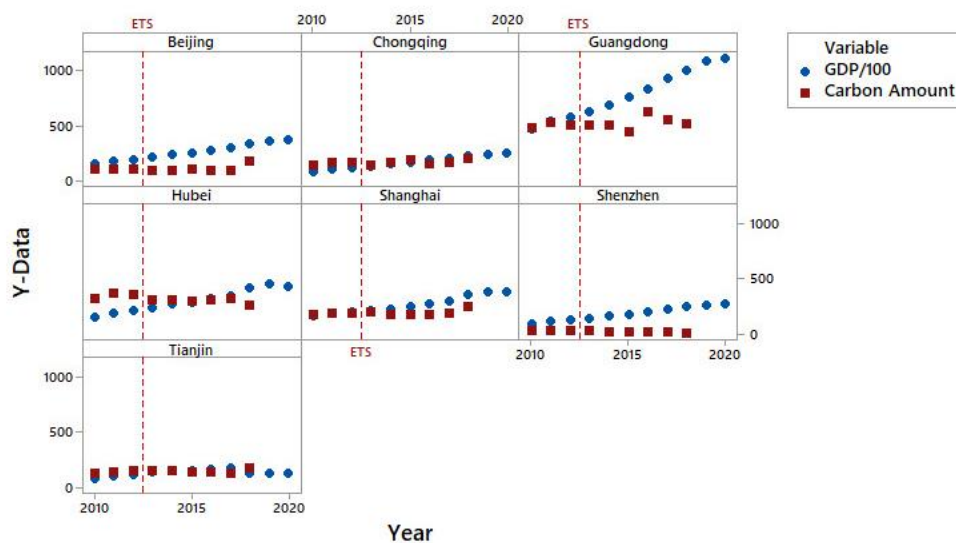 ETS 2010 2015 2020 ETS
Beijing Chongqing Guangdong
Variable
GDP/100
Carbon Amount
1000
500
0
Hubei Shanghai Shenzhen
1000
500
0
Y-Data
2010 2015 2020
Tianjin ETS
1000
500
0
2010 2015 2020
Year